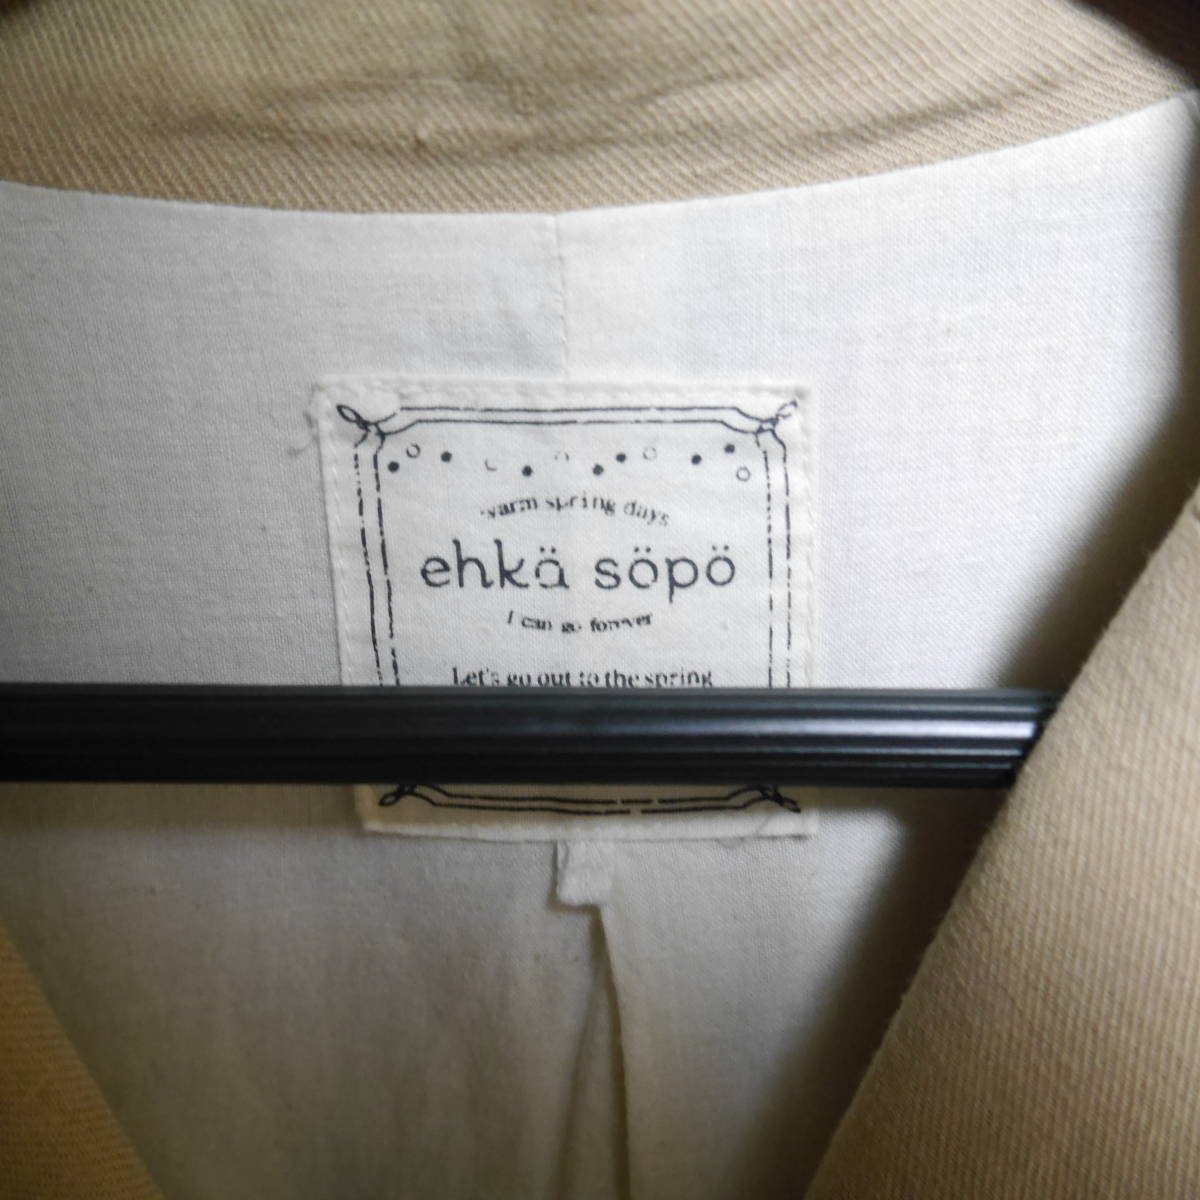 warm spring days
ehkä söpö
I can go forever
Let's go out to the spring